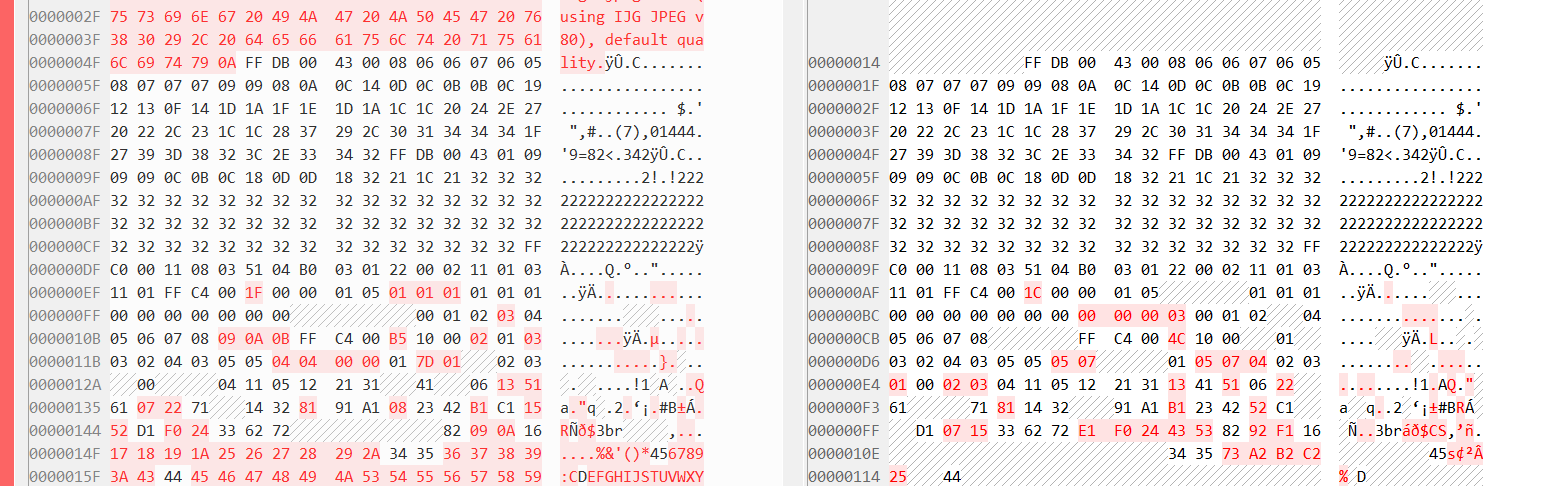 0000002F 75 73 69 6E 67 20 49 4A 47 20 4A 50 45 47 20 76 using IJG JPEG v
0000003F 38 30 29 2C 20 64 65 66 61 75 6C 74 20 71 75 61 80), default qua
0000004F 6C 69 74 79 0A FF DB 00 43 00 08 06 06 07 06 05 lity.ÿÛ.C....... 00000014 FF DB 00 43 00 08 06 06 07 06 05 ÿÛ.C.......
0000005F 08 07 07 07 09 09 08 0A 0C 14 0D 0C 0B 0B 0C 19 ................ 0000001F 08 07 07 07 09 09 08 0A 0C 14 0D 0C 0B 0B 0C 19 ................
0000006F 12 13 0F 14 1D 1A 1F 1E 1D 1A 1C 1C 20 24 2E 27 ............ $.' 0000002F 12 13 0F 14 1D 1A 1F 1E 1D 1A 1C 1C 20 24 2E 27 ............ $.'
0000007F 20 22 2C 23 1C 1C 28 37 29 2C 30 31 34 34 34 1F ",#..(7),01444. 0000003F 20 22 2C 23 1C 1C 28 37 29 2C 30 31 34 34 34 1F ",#..(7),01444.
0000008F 27 39 3D 38 32 3C 2E 33 34 32 FF DB 00 43 01 09 '9=82<.342ÿÛ.C.. 0000004F 27 39 3D 38 32 3C 2E 33 34 32 FF DB 00 43 01 09 '9=82<.342ÿÛ.C..
0000009F 09 09 0C 0B 0C 18 0D 0D 18 32 21 1C 21 32 32 32 .........2!.!222 0000005F 09 09 0C 0B 0C 18 0D 0D 18 32 21 1C 21 32 32 32 .........2!.!222
000000AF 32 32 32 32 32 32 32 32 32 32 32 32 32 32 32 32 2222222222222222 0000006F 32 32 32 32 32 32 32 32 32 32 32 32 32 32 32 32 2222222222222222
000000BF 32 32 32 32 32 32 32 32 32 32 32 32 32 32 32 32 2222222222222222 0000007F 32 32 32 32 32 32 32 32 32 32 32 32 32 32 32 32 2222222222222222
000000CF 32 32 32 32 32 32 32 32 32 32 32 32 32 32 32 FF 222222222222222ÿ 0000008F 32 32 32 32 32 32 32 32 32 32 32 32 32 32 32 FF 222222222222222ÿ
000000DF C0 00 11 08 03 51 04 B0 03 01 22 00 02 11 01 03 À....Q.º.."..... 0000009F C0 00 11 08 03 51 04 B0 03 01 22 00 02 11 01 03 À....Q.º..".....
000000EF 11 01 FF C4 00 1F 00 00 01 05 01 01 01 01 01 01 ..ÿÄ............ 000000AF 11 01 FF C4 00 1C 00 00 01 05 01 01 01 ..ÿÄ.........
000000FF 00 00 00 00 00 00 00 00 01 02 03 04 ............ 000000BC 00 00 00 00 00 00 00 00 00 00 03 00 01 02 04 ...............
0000010B 05 06 07 08 09 0A 0B FF C4 00 B5 10 00 02 01 03 .......ÿÄ.µ..... 000000CB 05 06 07 08 FF C4 00 4C 10 00 01 ....ÿÄ.L...
0000011B 03 02 04 03 05 05 04 04 00 00 01 7D 01 02 03 ...........}... 000000D6 03 02 04 03 05 05 05 07 01 05 07 04 02 03 ..............
0000012A 00 04 11 05 12 21 31 41 06 13 51 .....!1A..Q 000000E4 01 00 02 03 04 11 05 12 21 31 13 41 51 06 22 ........!1.AQ."
00000135 61 07 22 71 14 32 81 91 A1 08 23 42 B1 C1 15 a."q.2.‘¡.#B±Á. 000000F3 61 71 81 14 32 91 A1 B1 23 42 52 C1 aq..2‘¡±#BRÁ
00000144 52 D1 F0 24 33 62 72 82 09 0A 16 RÑð$3br‚... 000000FF D1 07 15 33 62 72 E1 F0 24 43 53 82 92 F1 16 Ñ..3bráð$CS‚’ñ.
0000014F 17 18 19 1A 25 26 27 28 29 2A 34 35 36 37 38 39 ....%&'()*456789 0000010E 34 35 73 A2 B2 C2 45s¢²Â
0000015F 3A 43 44 45 46 47 48 49 4A 53 54 55 56 57 58 59 :CDEFGHIJSTUVWXY 00000114 25 44 % D